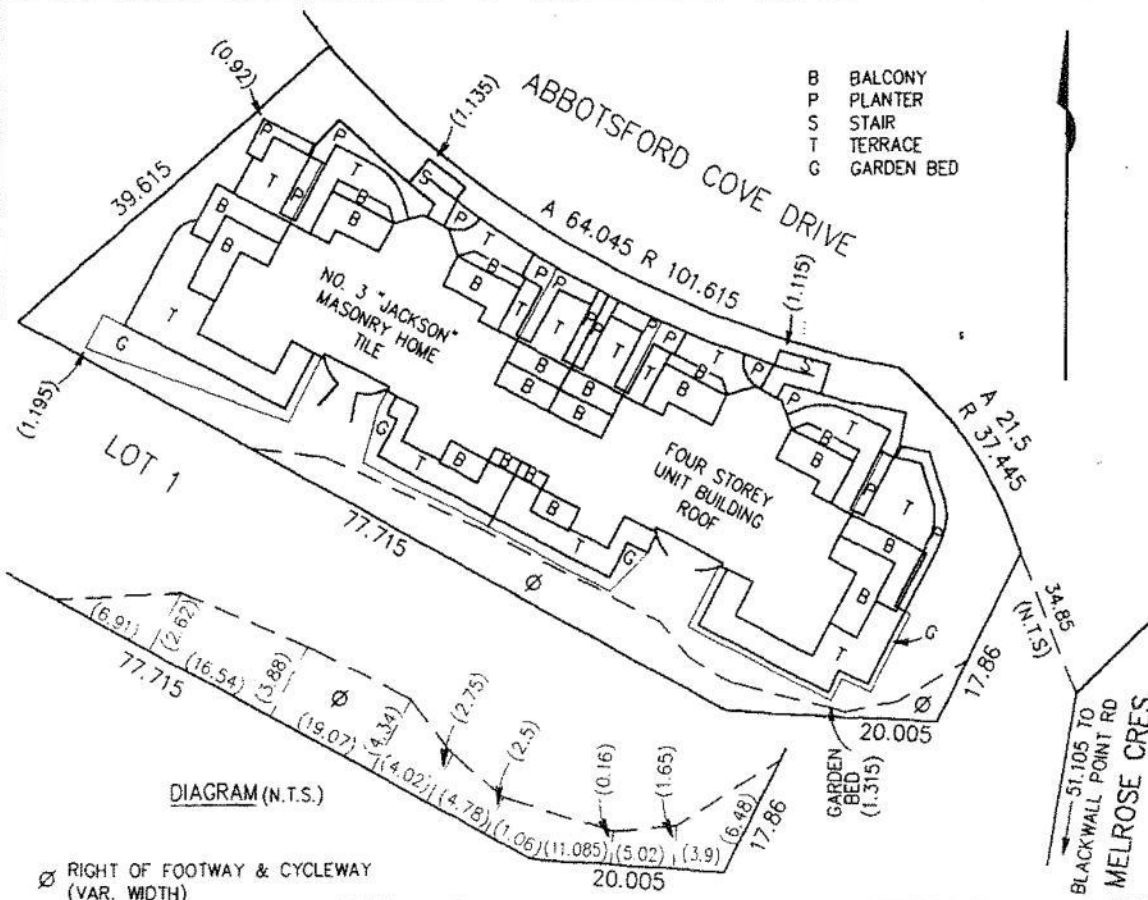 ABBOTSFORD COVE DRIVE
A 64.045 R 101.615
B BALCONY
P PLANTER
S STAIR
T TERRACE
G GARDEN BED
(0.92)
(1.135)
(1.115)
39.615
A 21.5
R 37.445
P
P
S
T
T
P
B
B
P
T
B
B
B
B
P
P
T
T
P
P
T
P
T
T
B
B
P
S
P
T
B
B
P
T
P
B
B
B
B
B
B
B
T
G
NO. 3 "JACKSON"
MASONRY HOME
TILE
FOUR STOREY
UNIT BUILDING
ROOF
(1.195)
LOT 1
G
T
B
B
B
B
T
G
T
G
77.715
Ø
Ø
34.85
(N.T.S)
17.86
20.005
GARDEN
BED
(1.315)
51.105 TO
BLACKWALL POINT RD
MELROSE CRES
(6.91)
(2.62)
(16.54)
(3.88)
Ø
(19.07)
(4.34)
(4.02)
(2.75)
(4.78)
(2.5)
(1.06)
(11.085)
(0.16)
(5.02)
(1.65)
(3.9)
(6.48)
77.715
20.005
17.86
DIAGRAM (N.T.S.)
Ø RIGHT OF FOOTWAY & CYCLEWAY
(VAR. WIDTH)